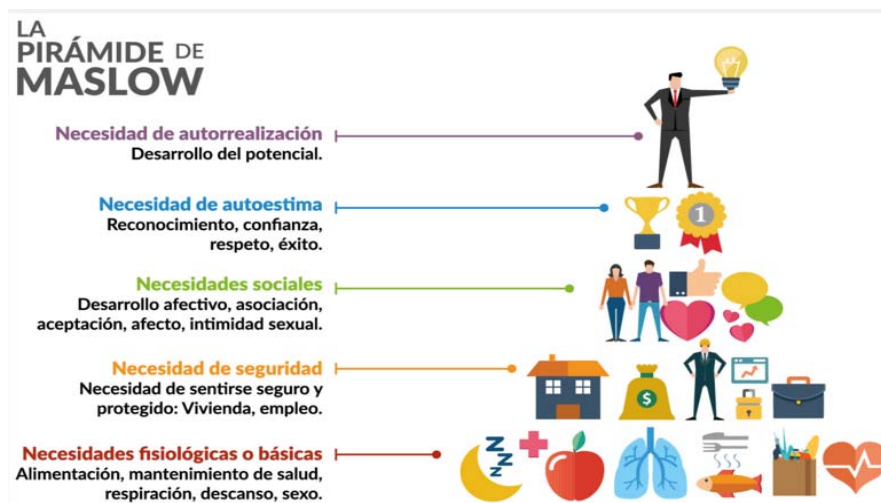 LA
PIRÁMIDE DE
MASLOW
Necesidad de autorrealización
Desarrollo del potencial.
Necesidad de autoestima
Reconocimiento, confianza,
respeto, éxito.
1
Necesidades sociales
Desarrollo afectivo, asociación,
aceptación, afecto, intimidad sexual.
Necesidad de seguridad
Necesidad de sentirse seguro y
protegido: Vivienda, empleo.
$
Necesidades fisiológicas o básicas
Alimentación, mantenimiento de salud,
respiración, descanso, sexo.
Z
Z
Z